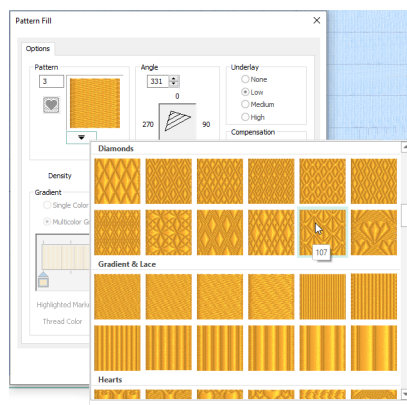 Pattern Fill
Options
Pattern
3
Angle
331
0
270
90
Underlay
None
Low
Medium
High
Compensation
Density
Gradient
Single Color
Multicolor Gr
Highlighted Marke
Thread Color
Diamonds
107
Gradient & Lace
Hearts